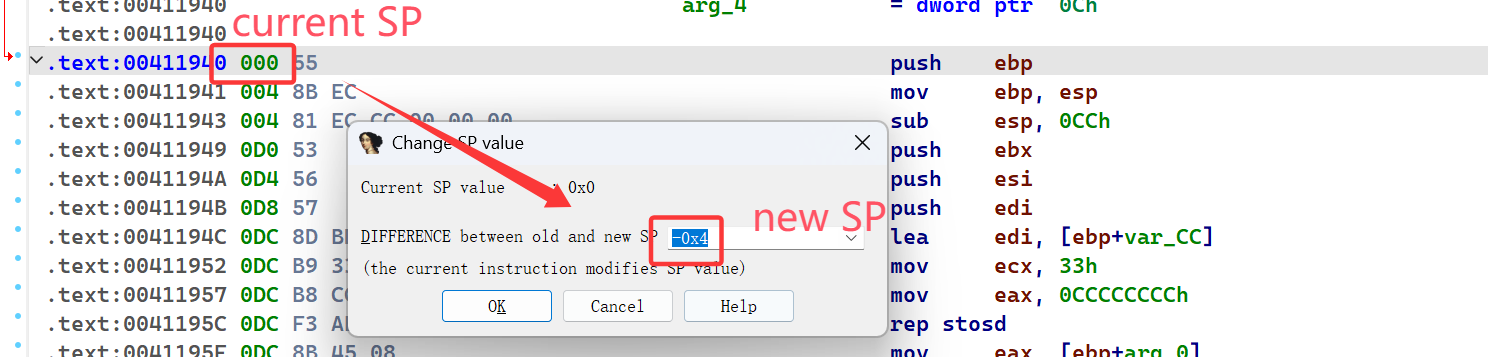 .text:00411940 arg_4 = dword ptr 0Ch
.text:00411940
current SP
.text:00411940 000 55 push ebp
.text:00411941 004 8B EC mov ebp, esp
.text:00411943 004 81 EC CC 00 00 00 sub esp, 0CCh
.text:00411949 0D0 53 push ebx
.text:0041194A 0D4 56 push esi
.text:0041194B 0D8 57 push edi
.text:0041194C 0DC 8D lea edi, [ebp+var_CC]
.text:00411952 0DC B9 mov ecx, 33h
.text:00411957 0DC B8 mov eax, 0CCCCCCCCh
.text:0041195C 0DC F3 rep stosd
.text:0041195E 0DC 8B 45 08 mov eax, [ebp+arg_0]
Change SP value
Current SP value : 0x0
DIFFERENCE between old and new SP -0x4
new SP
(the current instruction modifies SP value)
OK Cancel Help